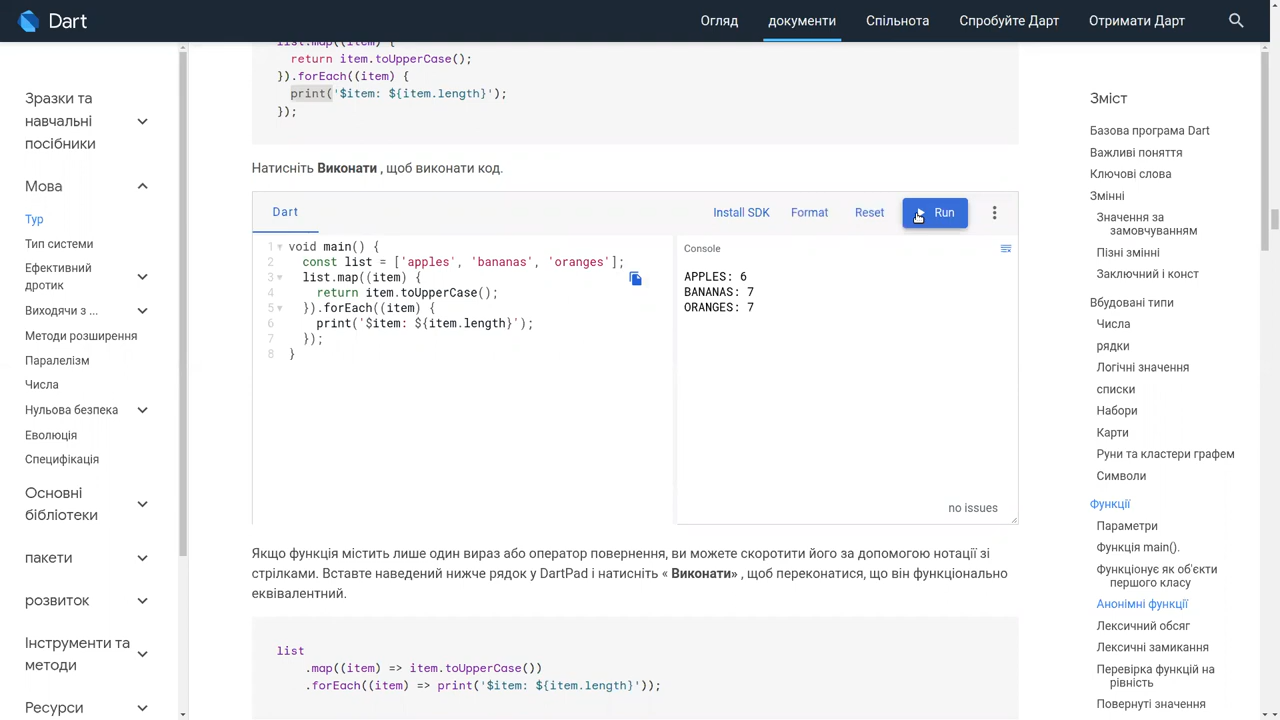 Dart
Огляд
документи
Спільнота
Спробуйте Дарт
Отримати Дарт
Зразки та
навчальні
посібники
Мова
Тур
Тип системи
Ефективний
дротик
Виходячи з ...
Методи розширення
Паралелізм
Числа
Нульова безпека
Еволюція
Специфікація
Основні
бібліотеки
пакети
розвиток
Інструменти та
методи
Ресурси
list.map((item) {
return item.toUpperCase();
}).forEach((item) {
print('$item: ${item.length}');
});
Натисніть Виконати , щоб виконати код.
Dart
Install SDK
Format
Reset
Run
1 void main() {
2 const list = ['apples', 'bananas', 'oranges'];
3 list.map((item) {
4 return item.toUpperCase();
5 }).forEach((item) {
6 print('$item: ${item.length}');
7 });
8 }
Console
APPLES: 6
BANANAS: 7
ORANGES: 7
no issues
Якщо функція містить лише один вираз або оператор повернення, ви можете скоротити його за допомогою нотації зі
стрілками. Вставте наведений нижче рядок у DartPad і натисніть « Виконати» , щоб переконатися, що він функціонально
еквівалентний.
list
.map((item) => item.toUpperCase())
.forEach((item) => print('$item: ${item.length}'));
Зміст
Базова програма Dart
Важливі поняття
Ключові слова
Змінні
Значення за
замовчуванням
Пізні змінні
Заключний і конст
Вбудовані типи
Числа
рядки
Логічні значення
списки
Набори
Карти
Руни та кластери графем
Символи
Функції
Параметри
Функція main().
Функціонує як об'єкти
першого класу
Анонімні функції
Лексичний обсяг
Лексичні замикання
Перевірка функцій на
рівність
Повернуті значення